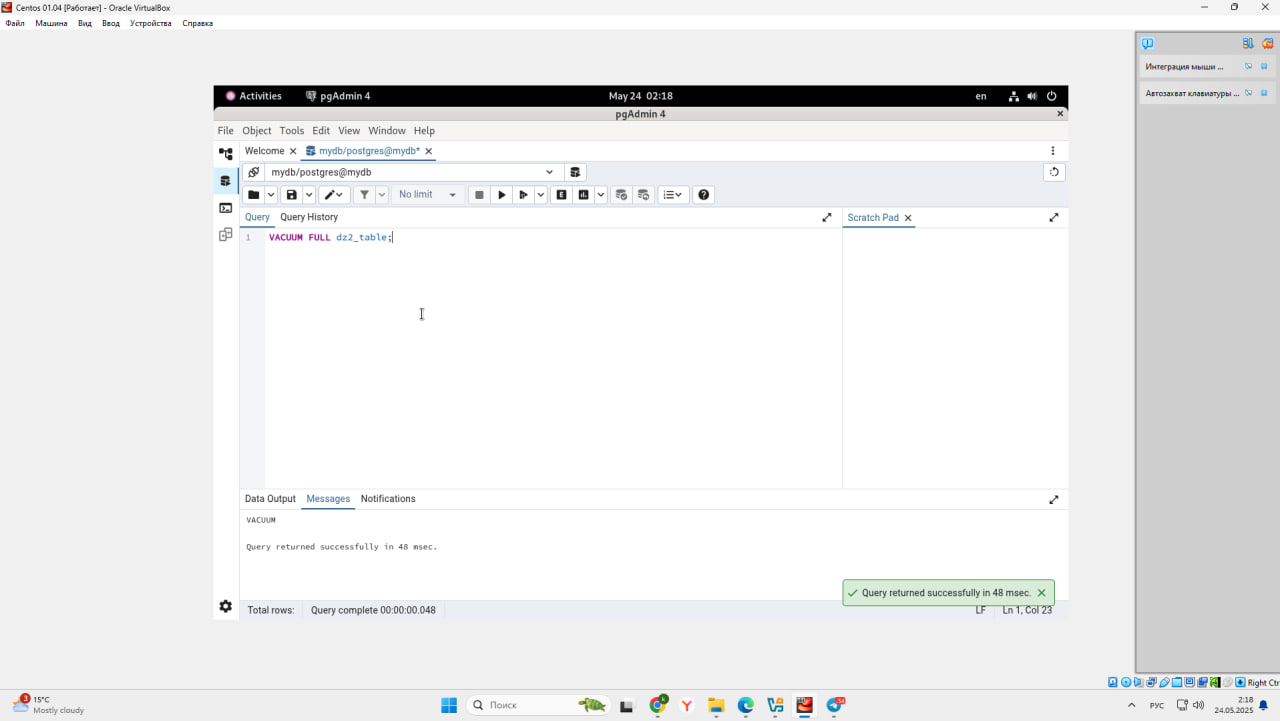 Centos 01.04 [Работает] - Oracle VirtualBox
Файл Машина Вид Ввод Устройства Справка
Интеграция мыши ...
Автозахват клавиатуры ...
Activities pgAdmin 4 May 24 02:18 en
pgAdmin 4
File Object Tools Edit View Window Help
Welcome mydb/postgres@mydb*
mydb/postgres@mydb
No limit E
Query Query History Scratch Pad
1 VACUUM FULL dz2_table;
Data Output Messages Notifications
VACUUM
Query returned successfully in 48 msec.
Query returned successfully in 48 msec.
Total rows: Query complete 00:00:00.048 LF Ln 1, Col 23
Right Ctrl
3 15°C
Mostly cloudy
Поиск
РУС
2:18
24.05.2025